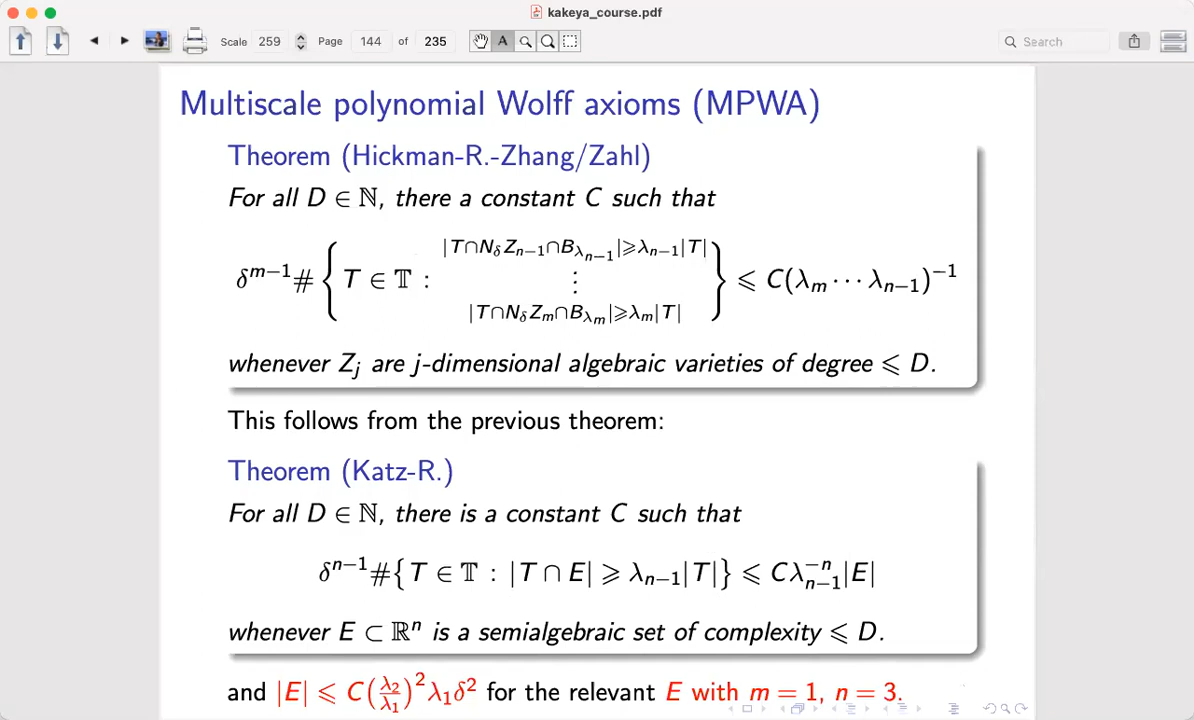 kakeya_course.pdf
Scale 259 Page 144 of 235 A Search
Multiscale polynomial Wolff axioms (MPWA)
Theorem (Hickman-R.-Zhang/Zahl)
For all D ∈ ℕ, there a constant C such that
δ^{m−1}#{T ∈ 𝕋 : |T∩N_δ Z_{n−1}∩B_{λ_{n−1}}|⩾λ_{n−1}|T| ⋮ |T∩N_δ Z_m∩B_{λ_m}|⩾λ_m|T|} ⩽ C(λ_m ⋯ λ_{n−1})^{−1}
whenever Z_j are j-dimensional algebraic varieties of degree ⩽ D.
This follows from the previous theorem:
Theorem (Katz-R.)
For all D ∈ ℕ, there is a constant C such that
δ^{n−1}#{T ∈ 𝕋 : |T ∩ E| ⩾ λ_{n−1}|T|} ⩽ Cλ_{n−1}^{−n}|E|
whenever E ⊂ ℝ^n is a semialgebraic set of complexity ⩽ D.
and |E| ⩽ C(λ_2/λ_1)^2 λ_1δ^2 for the relevant E with m = 1, n = 3.